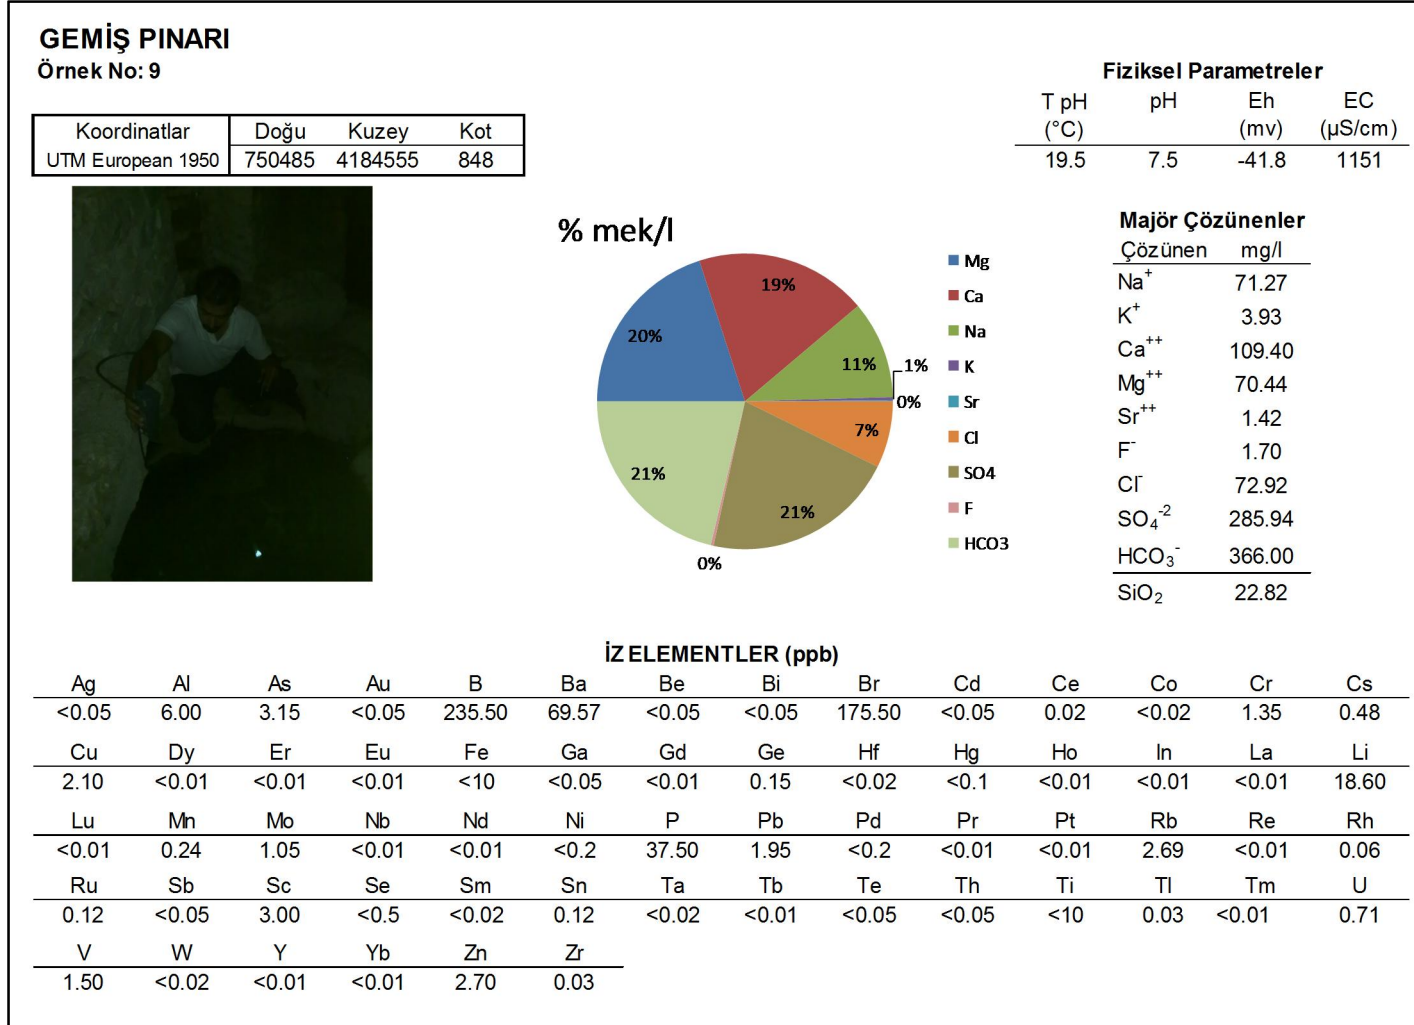 GEMİŞ PINARI
Örnek No: 9
Koordinatlar Doğu Kuzey Kot
UTM European 1950 750485 4184555 848
Fiziksel Parametreler
T pH pH Eh EC
(°C) (mv) (µS/cm)
19.5 7.5 -41.8 1151
% mek/l
19%
20%
11%
1%
0%
7%
21%
21%
0%
Mg
Ca
Na
K
Sr
Cl
SO4
F
HCO3
Majör Çözünenler
Çözünen mg/l
Na⁺ 71.27
K⁺ 3.93
Ca⁺⁺ 109.40
Mg⁺⁺ 70.44
Sr⁺⁺ 1.42
F⁻ 1.70
Cl⁻ 72.92
SO₄⁻² 285.94
HCO₃⁻ 366.00
SiO₂ 22.82
İZ ELEMENTLER (ppb)
Ag Al As Au B Ba Be Bi Br Cd Ce Co Cr Cs
<0.05 6.00 3.15 <0.05 235.50 69.57 <0.05 <0.05 175.50 <0.05 0.02 <0.02 1.35 0.48
Cu Dy Er Eu Fe Ga Gd Ge Hf Hg Ho In La Li
2.10 <0.01 <0.01 <0.01 <10 <0.05 <0.01 0.15 <0.02 <0.1 <0.01 <0.01 <0.01 18.60
Lu Mn Mo Nb Nd Ni P Pb Pd Pr Pt Rb Re Rh
<0.01 0.24 1.05 <0.01 <0.01 <0.2 37.50 1.95 <0.2 <0.01 <0.01 2.69 <0.01 0.06
Ru Sb Sc Se Sm Sn Ta Tb Te Th Ti Tl Tm U
0.12 <0.05 3.00 <0.5 <0.02 0.12 <0.02 <0.01 <0.05 <0.05 <10 0.03 <0.01 0.71
V W Y Yb Zn Zr
1.50 <0.02 <0.01 <0.01 2.70 0.03